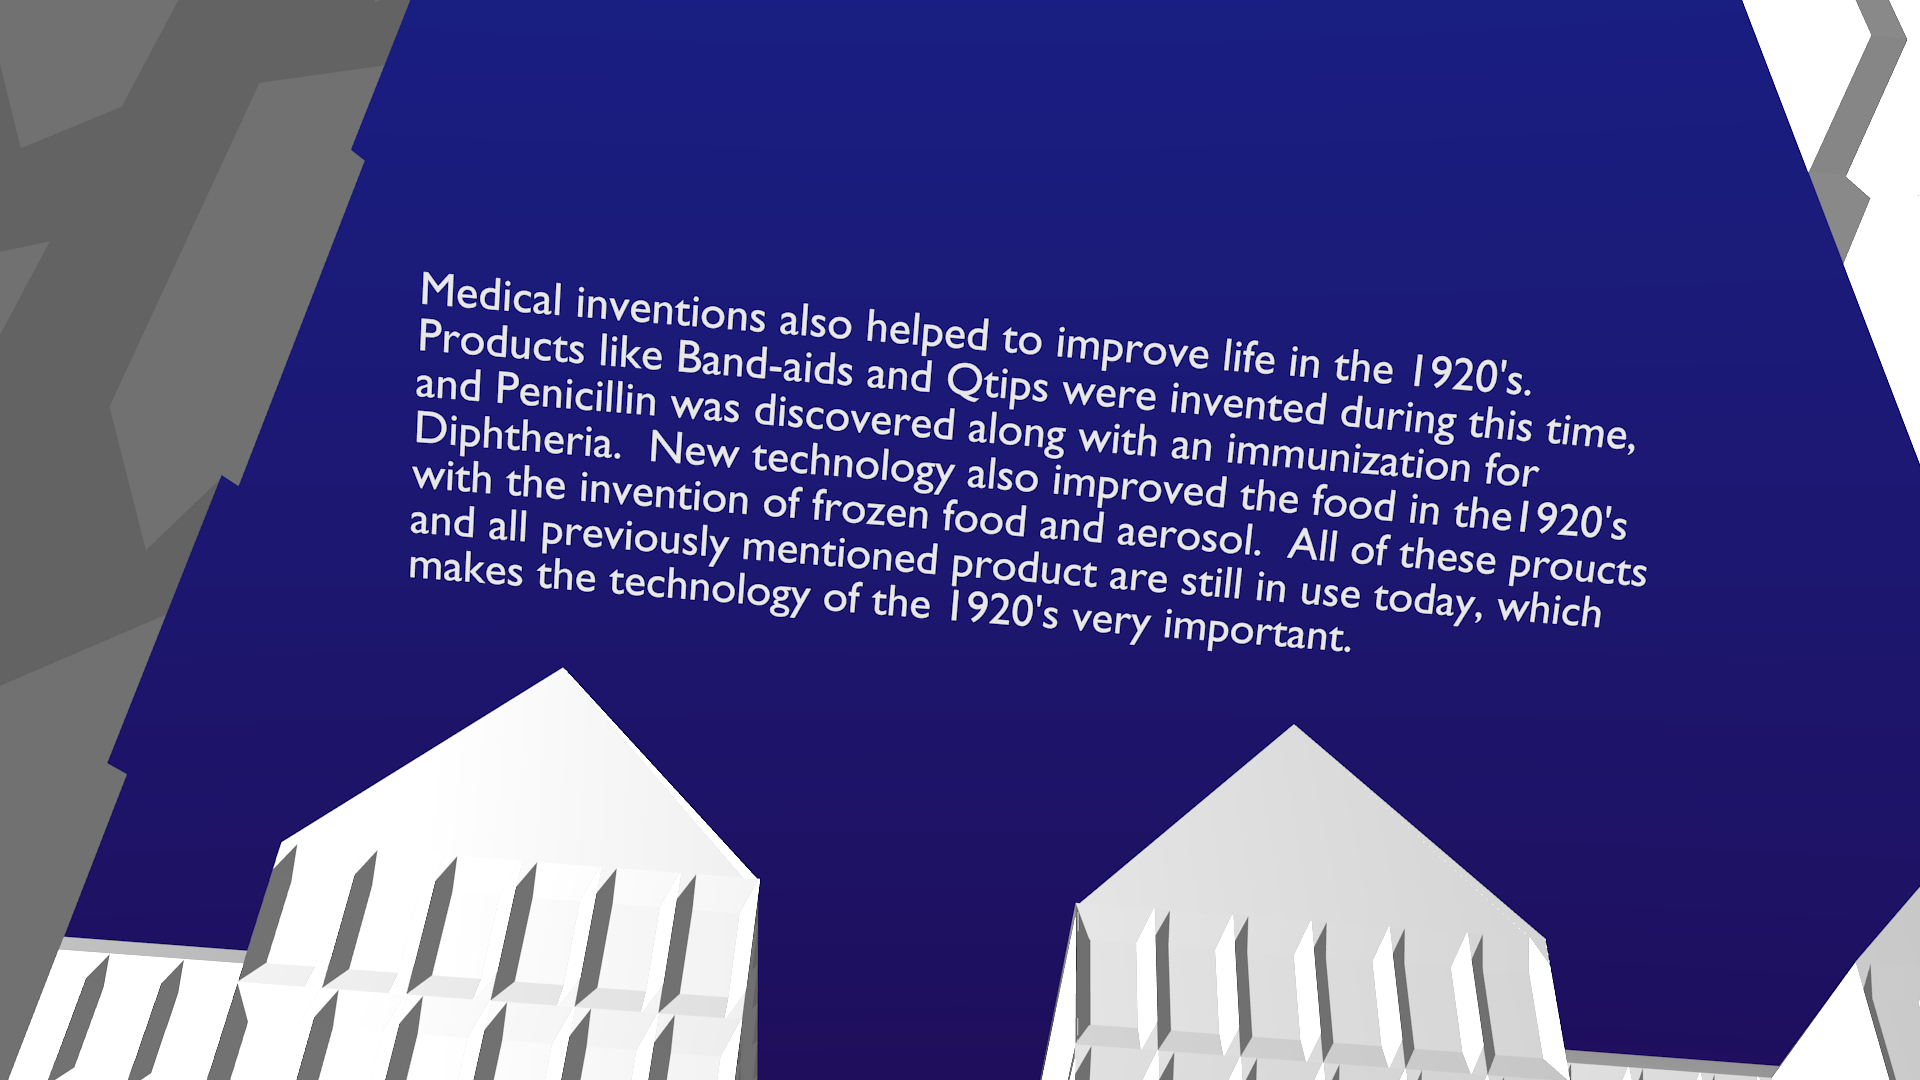 Medical inventions also helped to improve life in the 1920's.
Products like Band-aids and Qtips were invented during this time,
and Penicillin was discovered along with an immunization for
Diphtheria.  New technology also improved the food in the1920's
with the invention of frozen food and aerosol.  All of these proucts
and all previously mentioned product are still in use today, which
makes the technology of the 1920's very important.